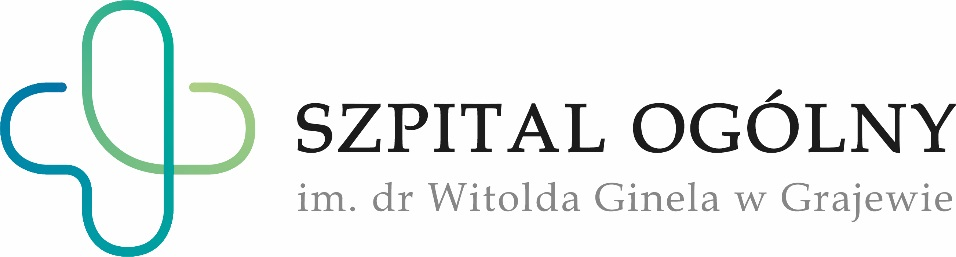 SZPITAL OGÓLNY
im. dr Witolda Ginela w Grajewie